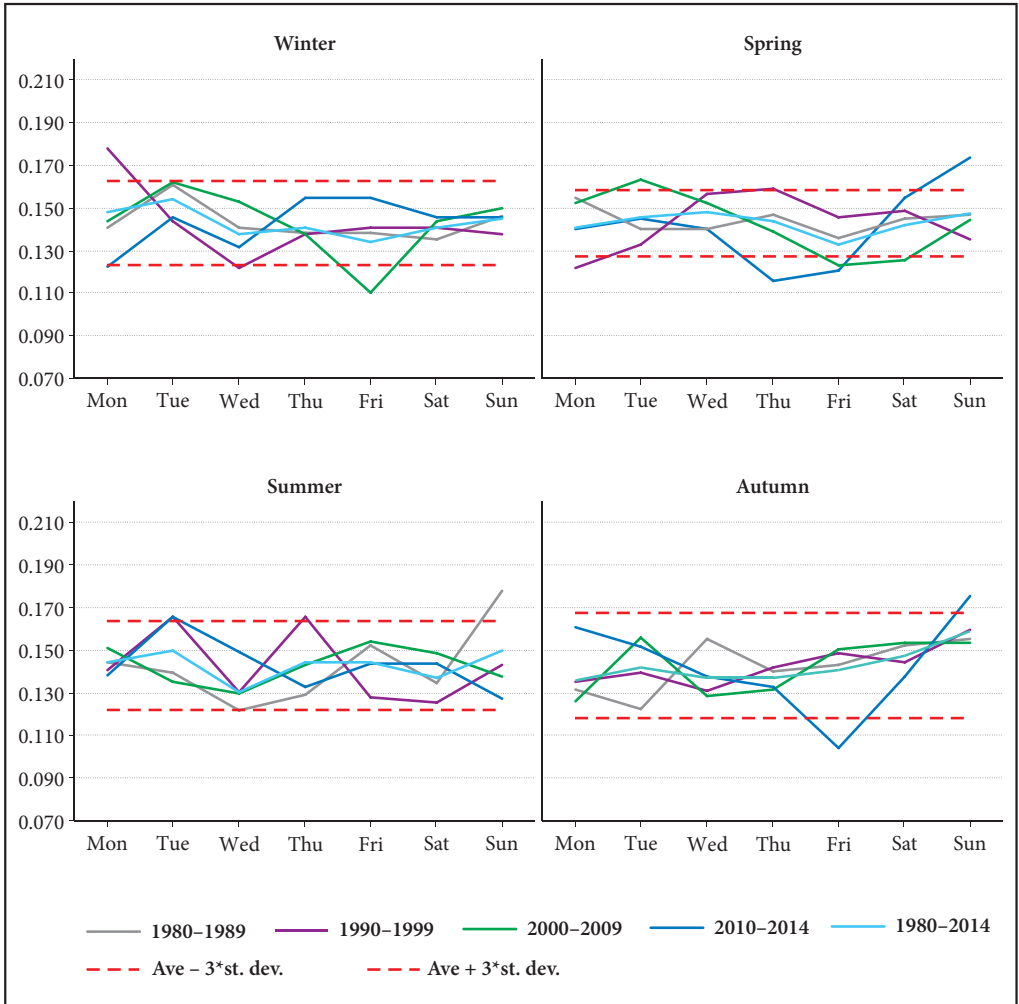 Winter
Spring
0.210
0.190
0.170
0.150
0.130
0.110
0.090
0.070
Mon Tue Wed Thu Fri Sat Sun
Mon Tue Wed Thu Fri Sat Sun
Summer
Autumn
0.210
0.190
0.170
0.150
0.130
0.110
0.090
0.070
Mon Tue Wed Thu Fri Sat Sun
Mon Tue Wed Thu Fri Sat Sun
1980–1989 1990–1999 2000–2009 2010–2014 1980–2014
Ave – 3*st. dev. Ave + 3*st. dev.